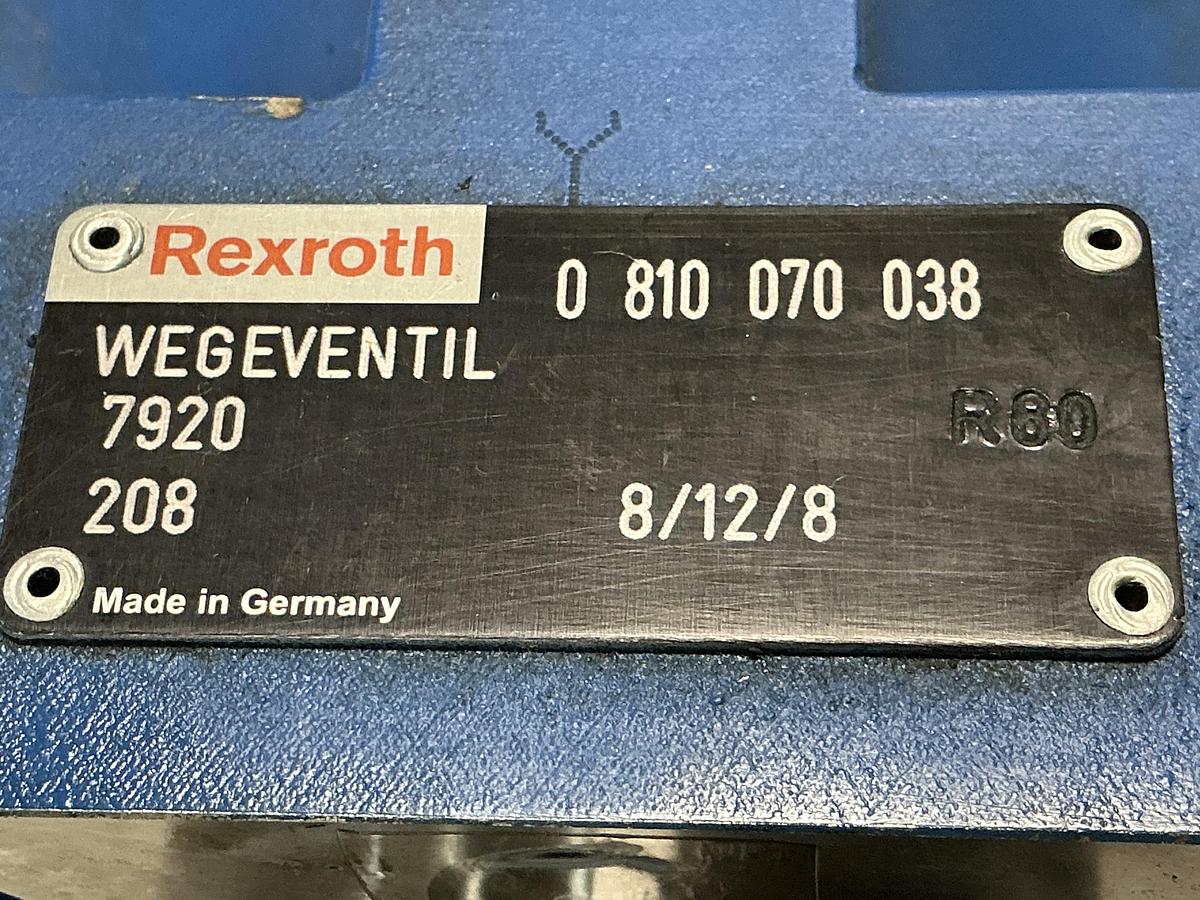 Y
Rexroth
0 810 070 038
WEGEVENTIL
7920
R80
208
8/12/8
Made in Germany